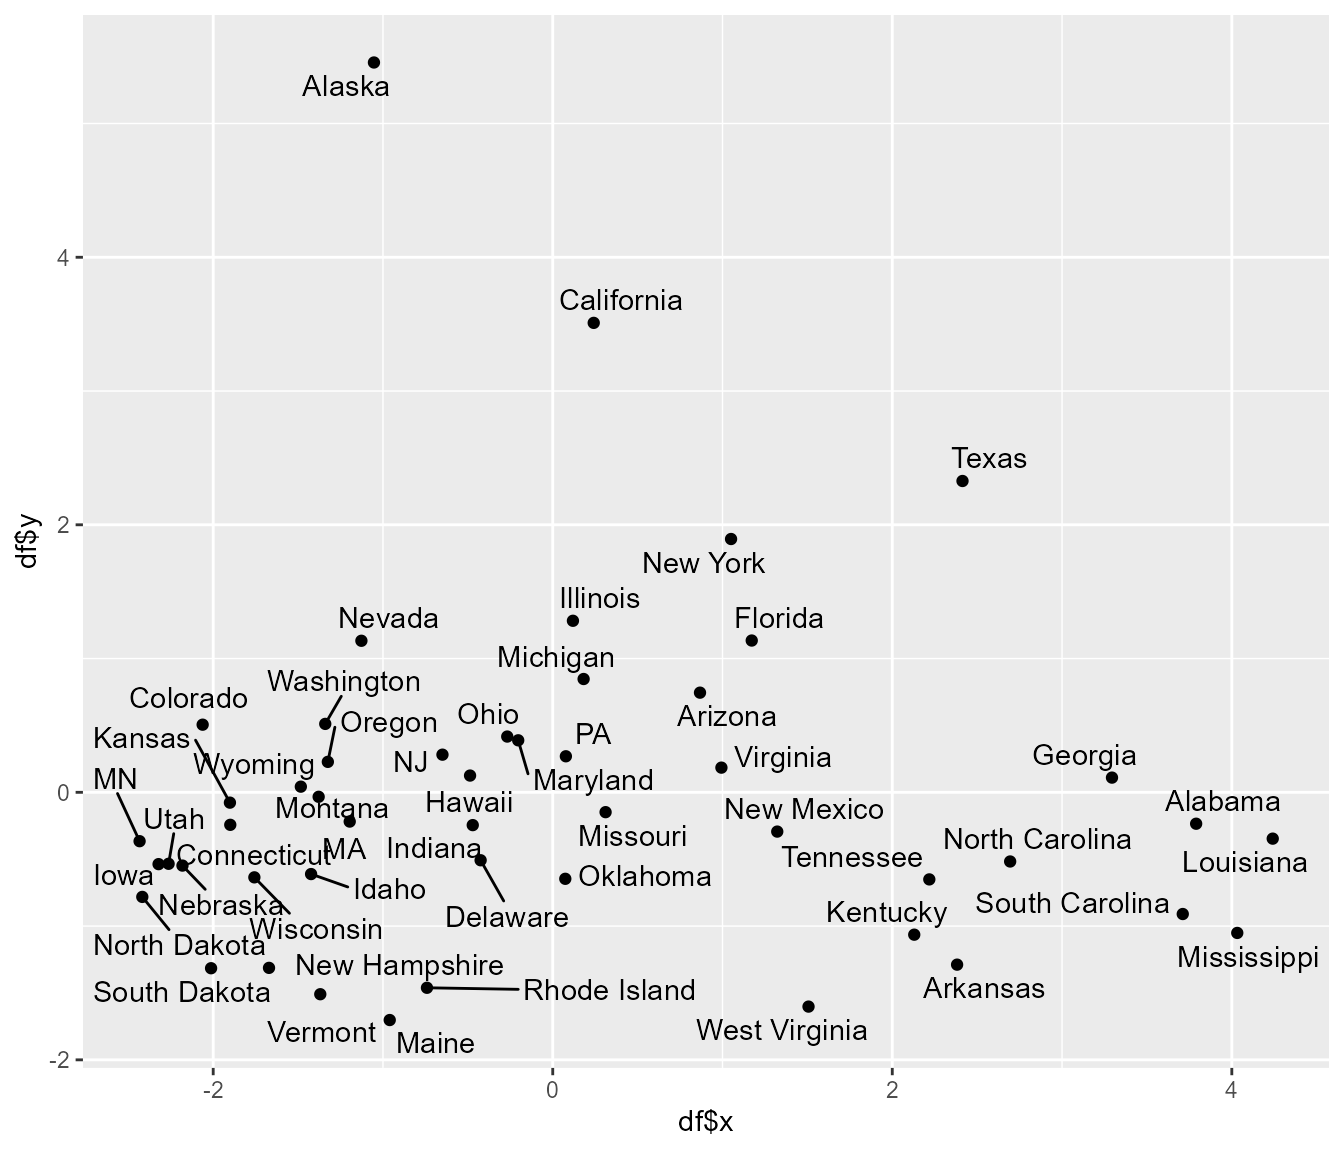 Alaska
4
California
Texas
df$y
2
New York
Illinois
Nevada
Florida
Michigan
Washington
Colorado
Oregon
Ohio
Arizona
Kansas
PA
Wyoming
NJ
Virginia
Georgia
MN
Maryland
0
Montana
Hawaii
New Mexico
Alabama
Utah
Missouri
North Carolina
Connecticut
MA
Indiana
Tennessee
Louisiana
Iowa
Idaho
Oklahoma
Nebraska
Delaware
Kentucky
South Carolina
Wisconsin
North Dakota
Mississippi
New Hampshire
South Dakota
Rhode Island
Arkansas
Vermont
Maine
West Virginia
-2
-2
0
2
4
df$x